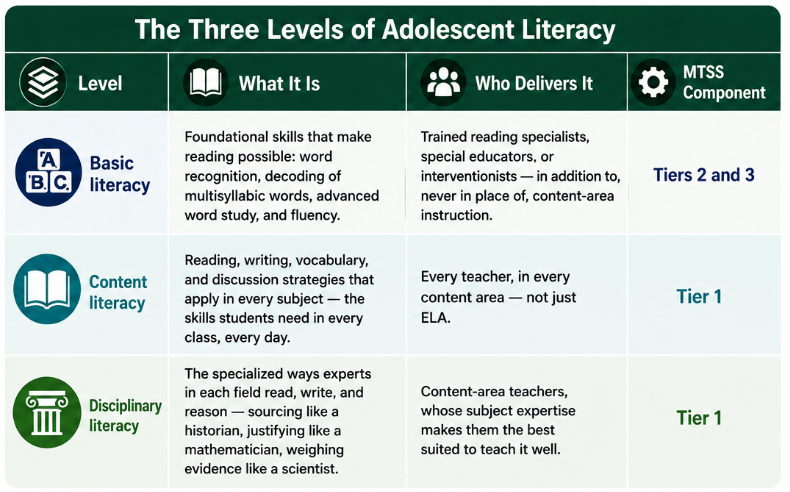 The Three Levels of Adolescent Literacy
Level
What It Is
Who Delivers It
MTSS
Component
A
B. C.
Basic
literacy
Foundational skills that make
reading possible: word
recognition, decoding of
multisyllabic words, advanced
word study, and fluency.
Trained reading specialists,
special educators, or
interventionists — in addition to,
never in place of, content-area
instruction.
Tiers 2 and 3
Content
literacy
Reading, writing, vocabulary,
and discussion strategies that
apply in every subject — the
skills students need in every
class, every day.
Every teacher, in every
content area — not just
ELA.
Tier 1
Disciplinary
literacy
The specialized ways experts
in each field read, write, and
reason — sourcing like a
historian, justifying like a
mathematician, weighing
evidence like a scientist.
Content-area teachers,
whose subject expertise
makes them the best
suited to teach it well.
Tier 1